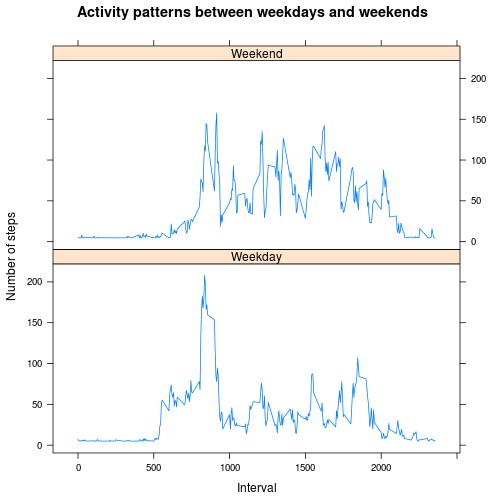 Activity patterns between weekdays and weekends
Weekend
200
150
100
50
0
Weekday
200
150
100
50
0
0 500 1000 1500 2000
Number of steps
Interval